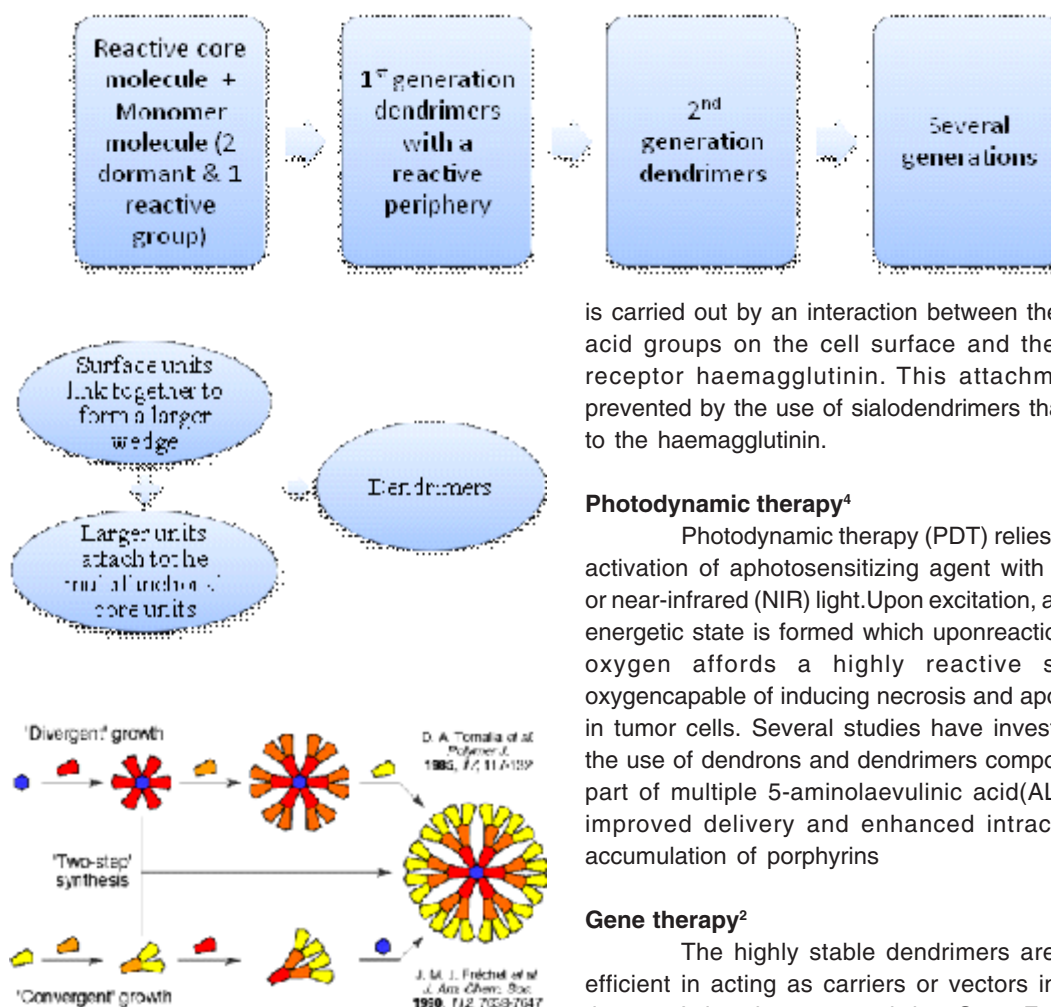 Reactive core
molecule +
Monomer
molecule (2
dormant & 1
reactive
group)
1st generation
dendrimers
with a
reactive
periphery
2nd
generation
dendrimers
Several
generations
Surface units
link together to
form a larger
wedge
Larger units
attach to the
core units
Dendrimers
'Divergent' growth
D. A. Tomalia et al.
Polymer J.
1985, 17, 117-132
'Two-step'
synthesis
'Convergent' growth
J. M. J. Fréchet et al.
J. Am. Chem. Soc.
1990, 112, 7638-7647
is carried out by an interaction between the
acid groups on the cell surface and the
receptor haemagglutinin. This attachm
prevented by the use of sialodendrimers tha
to the haemagglutinin.
Photodynamic therapy4
Photodynamic therapy (PDT) relies
activation of aphotosensitizing agent with
or near-infrared (NIR) light.Upon excitation, a
energetic state is formed which uponreactio
oxygen affords a highly reactive s
oxygencapable of inducing necrosis and apo
in tumor cells. Several studies have invest
the use of dendrons and dendrimers compo
part of multiple 5-aminolaevulinic acid(AL
improved delivery and enhanced intrac
accumulation of porphyrins
Gene therapy2
The highly stable dendrimers are
efficient in acting as carriers or vectors in